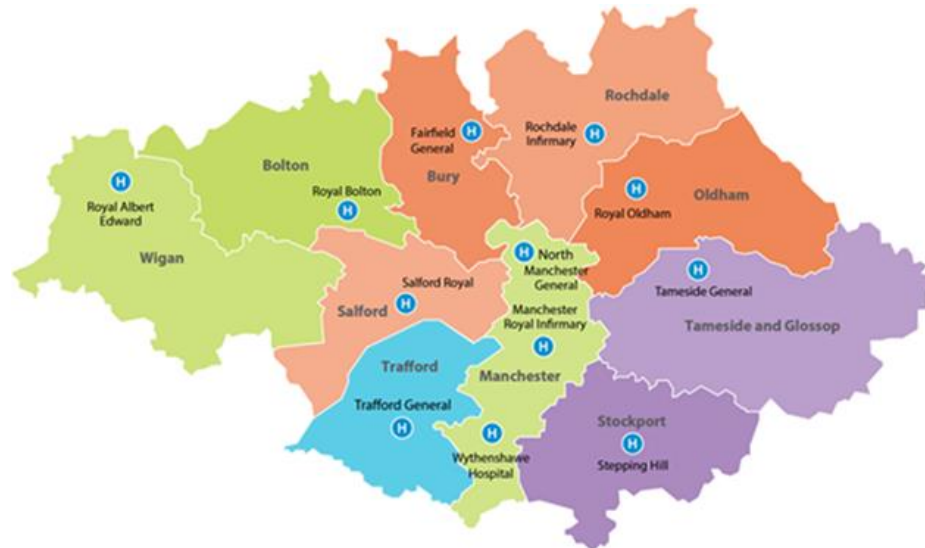 Rochdale
H
Fairfield
General
H
Rochdale
Infirmary
Bolton
Bury
H
Royal Albert
Edward
Royal Bolton
H
H
Royal Oldham
Oldham
Wigan
H
North
Manchester
General
H
Tameside General
Salford Royal
H
Salford
Manchester
Royal Infirmary
H
Tameside and Glossop
Trafford
Manchester
Trafford General
H
H
Wythenshawe
Hospital
Stockport
H
Stepping Hill